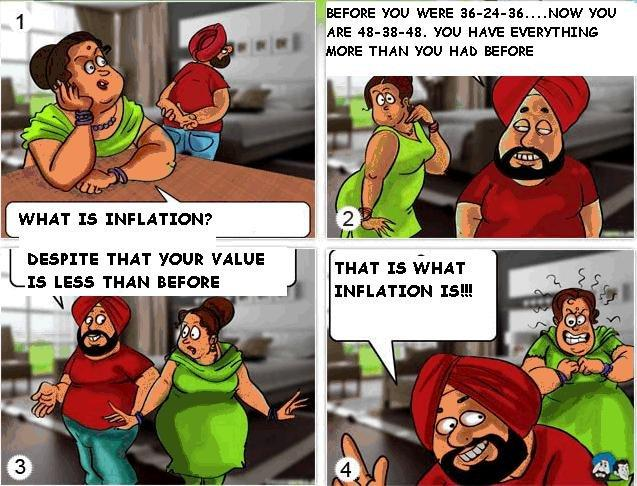 1
WHAT IS INFLATION?
BEFORE YOU WERE 36-24-36....NOW YOU
ARE 48-38-48. YOU HAVE EVERYTHING
MORE THAN YOU HAD BEFORE
2
DESPITE THAT YOUR VALUE
IS LESS THAN BEFORE
3
THAT IS WHAT
INFLATION IS!!!
4